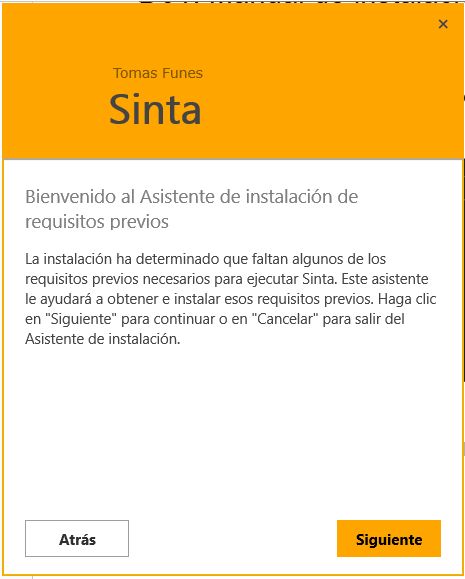 Tomas Funes
Sinta
Bienvenido al Asistente de instalación de
requisitos previos
La instalación ha determinado que faltan algunos de los
requisitos previos necesarios para ejecutar Sinta. Este asistente
le ayudará a obtener e instalar esos requisitos previos. Haga clic
en "Siguiente" para continuar o en "Cancelar" para salir del
Asistente de instalación.
Atrás
Siguiente